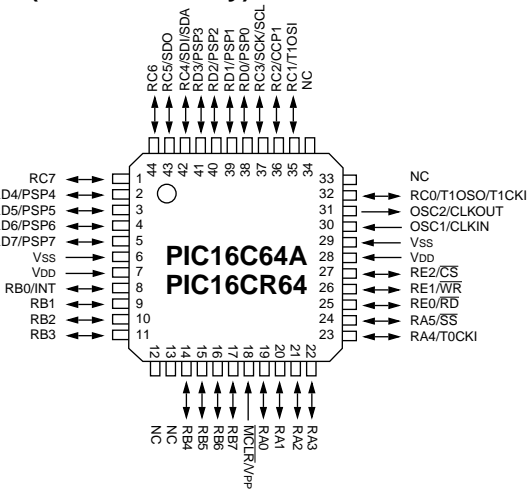 RC6
RC5/SDO
RC4/SDI/SDA
RD3/PSP3
RD2/PSP2
RD1/PSP1
RD0/PSP0
RC3/SCK/SCL
RC2/CCP1
RC1/T1OSI
NC
44 43 42 41 40 39 38 37 36 35 34
RC7 1
D4/PSP4 2
D5/PSP5 3
D6/PSP6 4
D7/PSP7 5
VSS 6
VDD 7
RB0/INT 8
RB1 9
RB2 10
RB3 11
PIC16C64A
PIC16CR64
33 NC
32 RC0/T1OSO/T1CKI
31 OSC2/CLKOUT
30 OSC1/CLKIN
29 VSS
28 VDD
27 RE2/CS
26 RE1/WR
25 RE0/RD
24 RA5/SS
23 RA4/T0CKI
12 13 14 15 16 17 18 19 20 21 22
NC
NC
RB4
RB5
RB6
RB7
MCLR/VPP
RA0
RA1
RA2
RA3